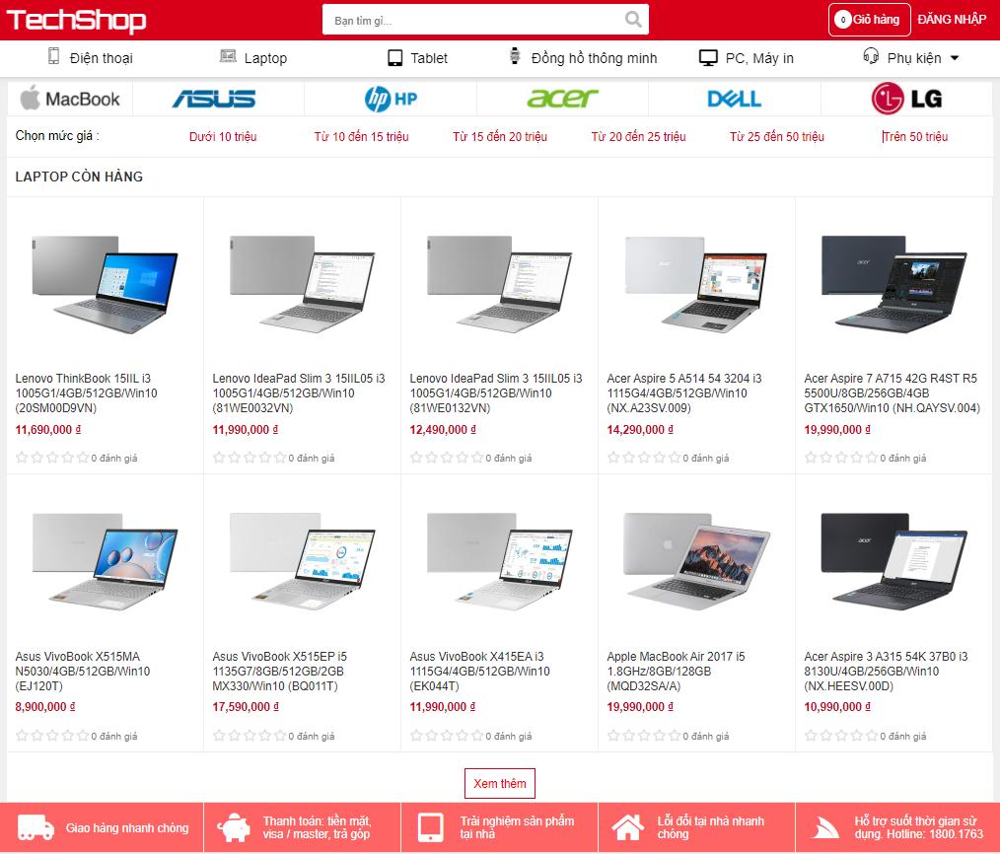 TechShop
Bạn tìm gì...
0 Giỏ hàng
ĐĂNG NHẬP
Điện thoại
Laptop
Tablet
Đồng hồ thông minh
PC, Máy in
Phụ kiện
MacBook
ASUS
hp HP
acer
DELL
LG LG
Chọn mức giá :
Dưới 10 triệu
Từ 10 đến 15 triệu
Từ 15 đến 20 triệu
Từ 20 đến 25 triệu
Từ 25 đến 50 triệu
Trên 50 triệu
LAPTOP CÒN HÀNG
Lenovo ThinkBook 15IIL i3
1005G1/4GB/512GB/Win10
(20SM00D9VN)
11,690,000 ₫
0 đánh giá
Lenovo IdeaPad Slim 3 15IIL05 i3
1005G1/4GB/512GB/Win10
(81WE0032VN)
11,990,000 ₫
0 đánh giá
Lenovo IdeaPad Slim 3 15IIL05 i3
1005G1/4GB/512GB/Win10
(81WE0132VN)
12,490,000 ₫
0 đánh giá
acer
Acer Aspire 5 A514 54 3204 i3
1115G4/4GB/512GB/Win10
(NX.A23SV.009)
14,290,000 ₫
0 đánh giá
acer
Acer Aspire 7 A715 42G R4ST R5
5500U/8GB/256GB/4GB
GTX1650/Win10 (NH.QAYSV.004)
19,990,000 ₫
0 đánh giá
Asus VivoBook X515MA
N5030/4GB/512GB/Win10
(EJ120T)
8,900,000 ₫
0 đánh giá
Asus VivoBook X515EP i5
1135G7/8GB/512GB/2GB
MX330/Win10 (BQ011T)
17,590,000 ₫
0 đánh giá
Asus VivoBook X415EA i3
1115G4/4GB/512GB/Win10
(EK044T)
11,990,000 ₫
0 đánh giá
Apple MacBook Air 2017 i5
1.8GHz/8GB/128GB
(MQD32SA/A)
19,990,000 ₫
0 đánh giá
acer
Acer Aspire 3 A315 54K 37B0 i3
8130U/4GB/256GB/Win10
(NX.HEESV.00D)
10,990,000 ₫
0 đánh giá
Xem thêm
Giao hàng nhanh chóng
Thanh toán: tiền mặt,
visa / master, trả góp
Trải nghiệm sản phẩm
tại nhà
Lỗi đổi tại nhà nhanh
chóng
Hỗ trợ suốt thời gian sử
dụng. Hotline: 1800.1763